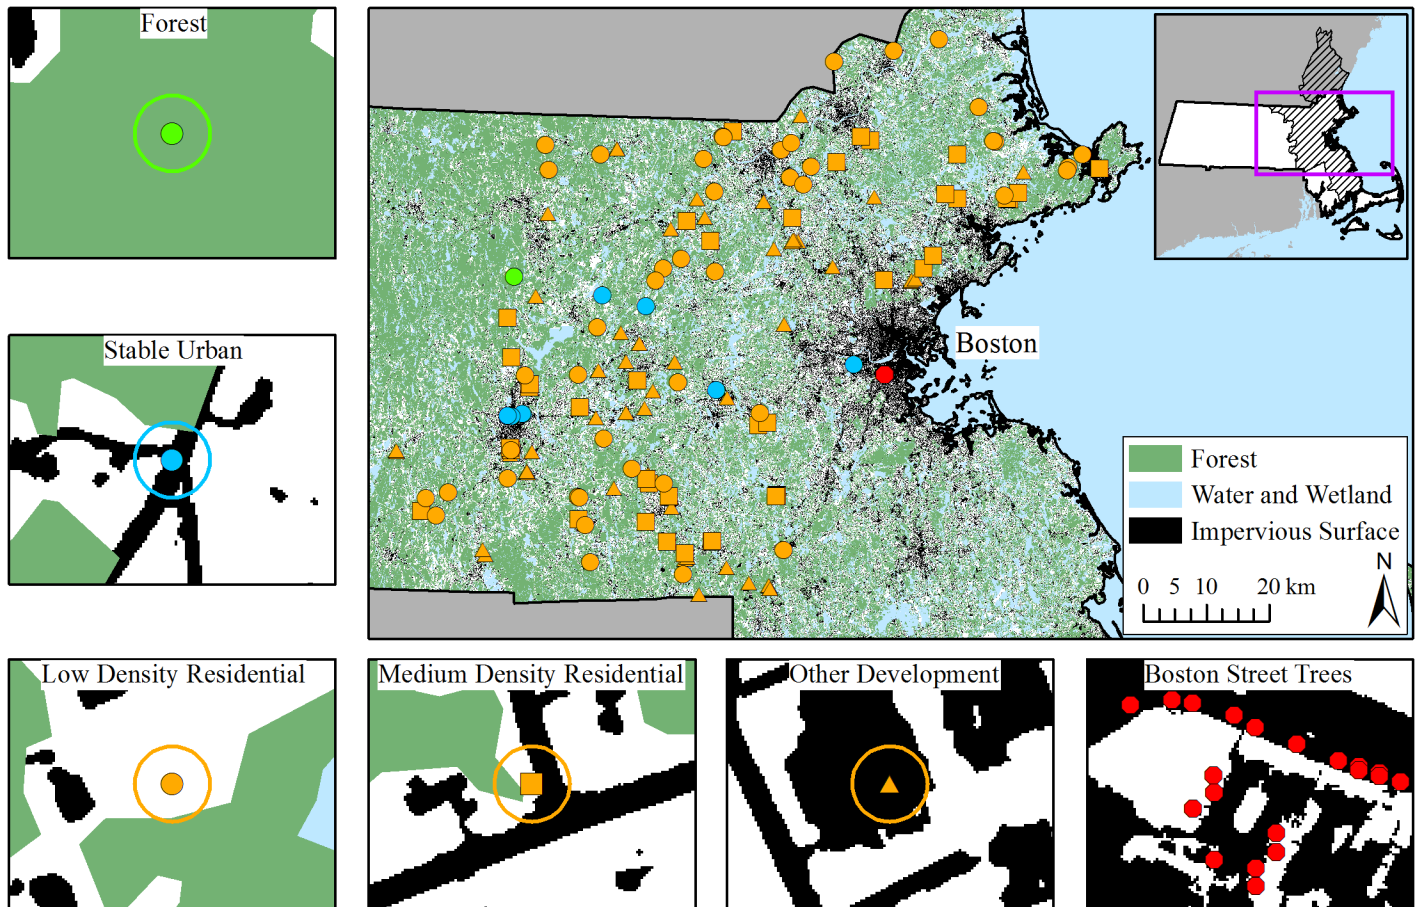 Forest
Stable Urban
Boston
Forest
Water and Wetland
Impervious Surface
N
0 5 10 20 km
Low Density Residential
Medium Density Residential
Other Development
Boston Street Trees